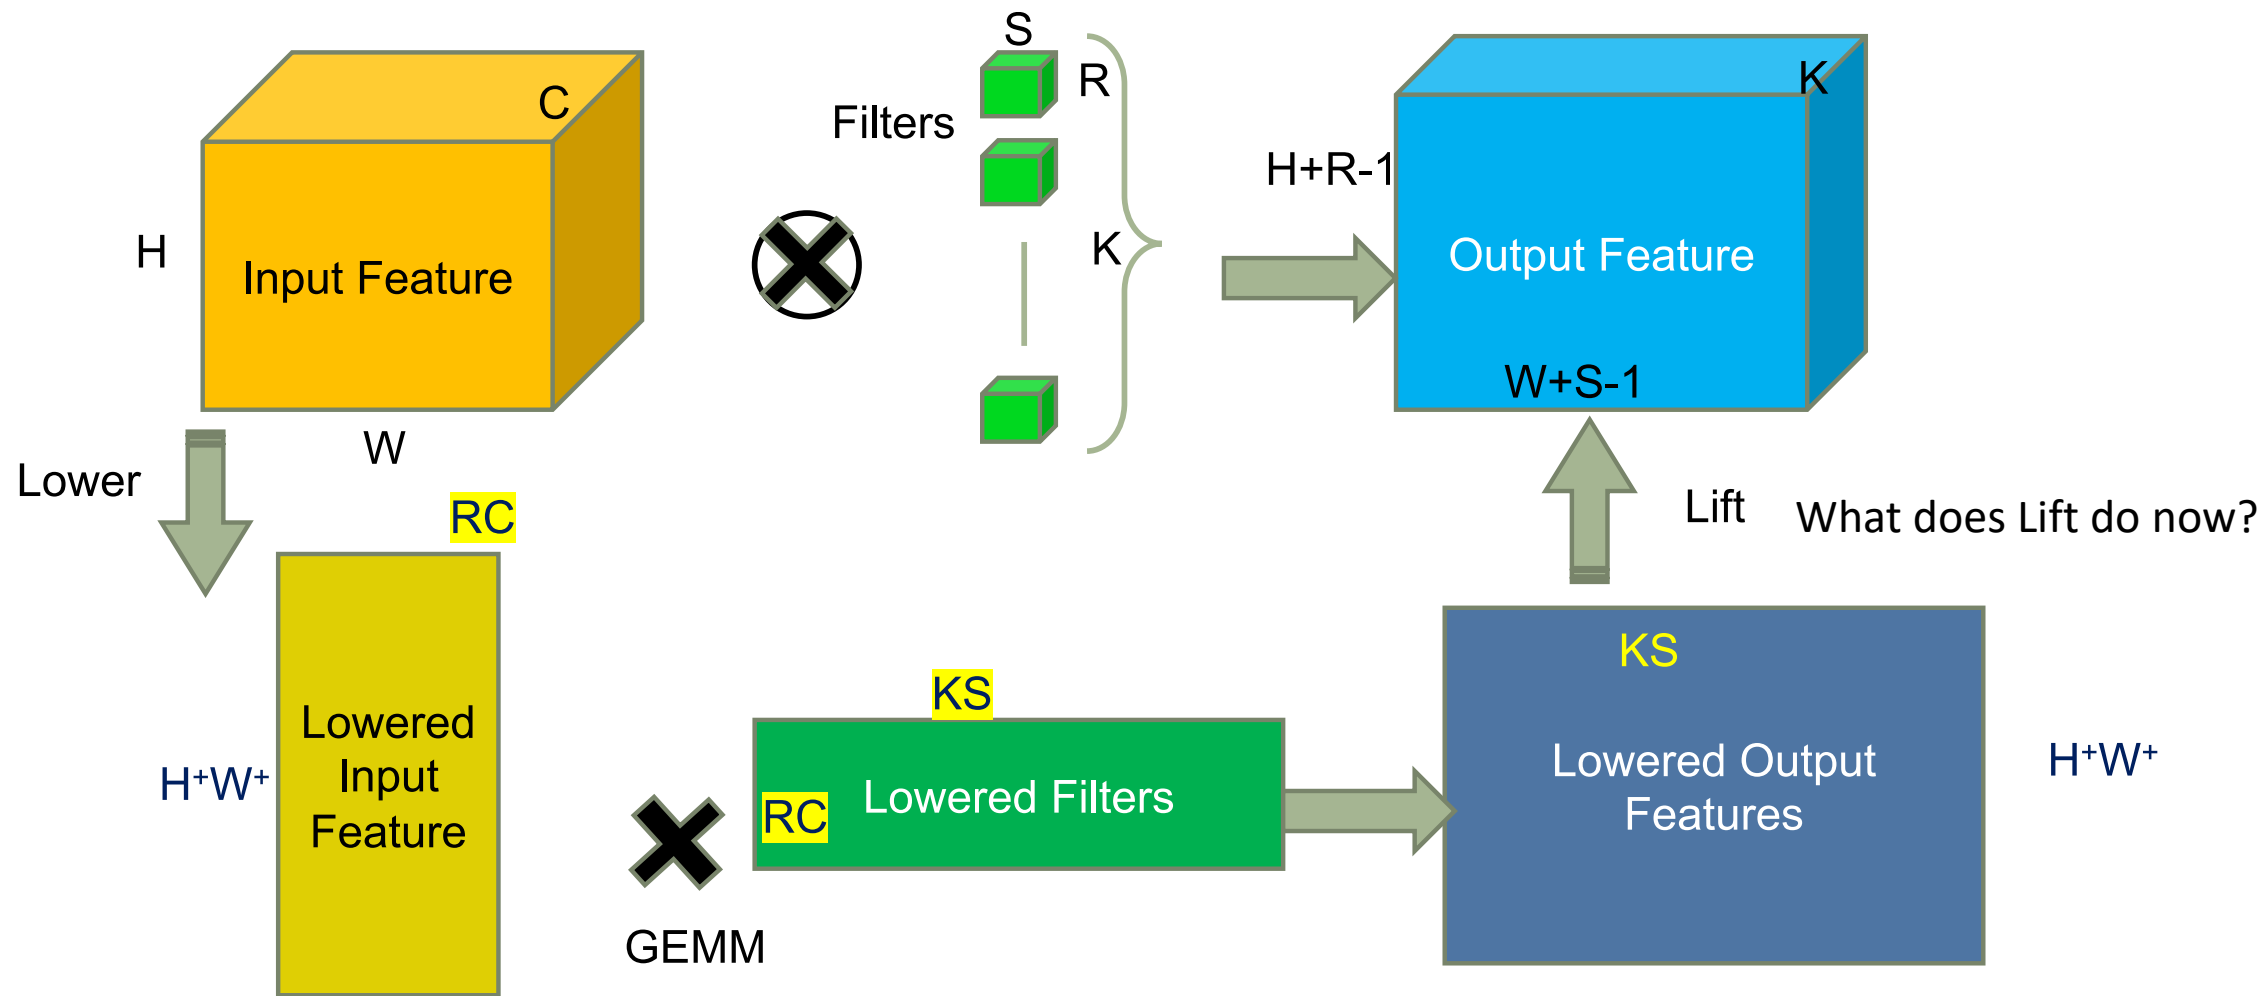 S
C
R
K
Filters
H+R-1
H
Input Feature
K
Output Feature
W+S-1
W
Lower
RC
Lift
What does Lift do now?
KS
KS
Lowered
Input
Feature
H⁺W⁺
RC
Lowered Filters
Lowered Output
Features
H⁺W⁺
GEMM